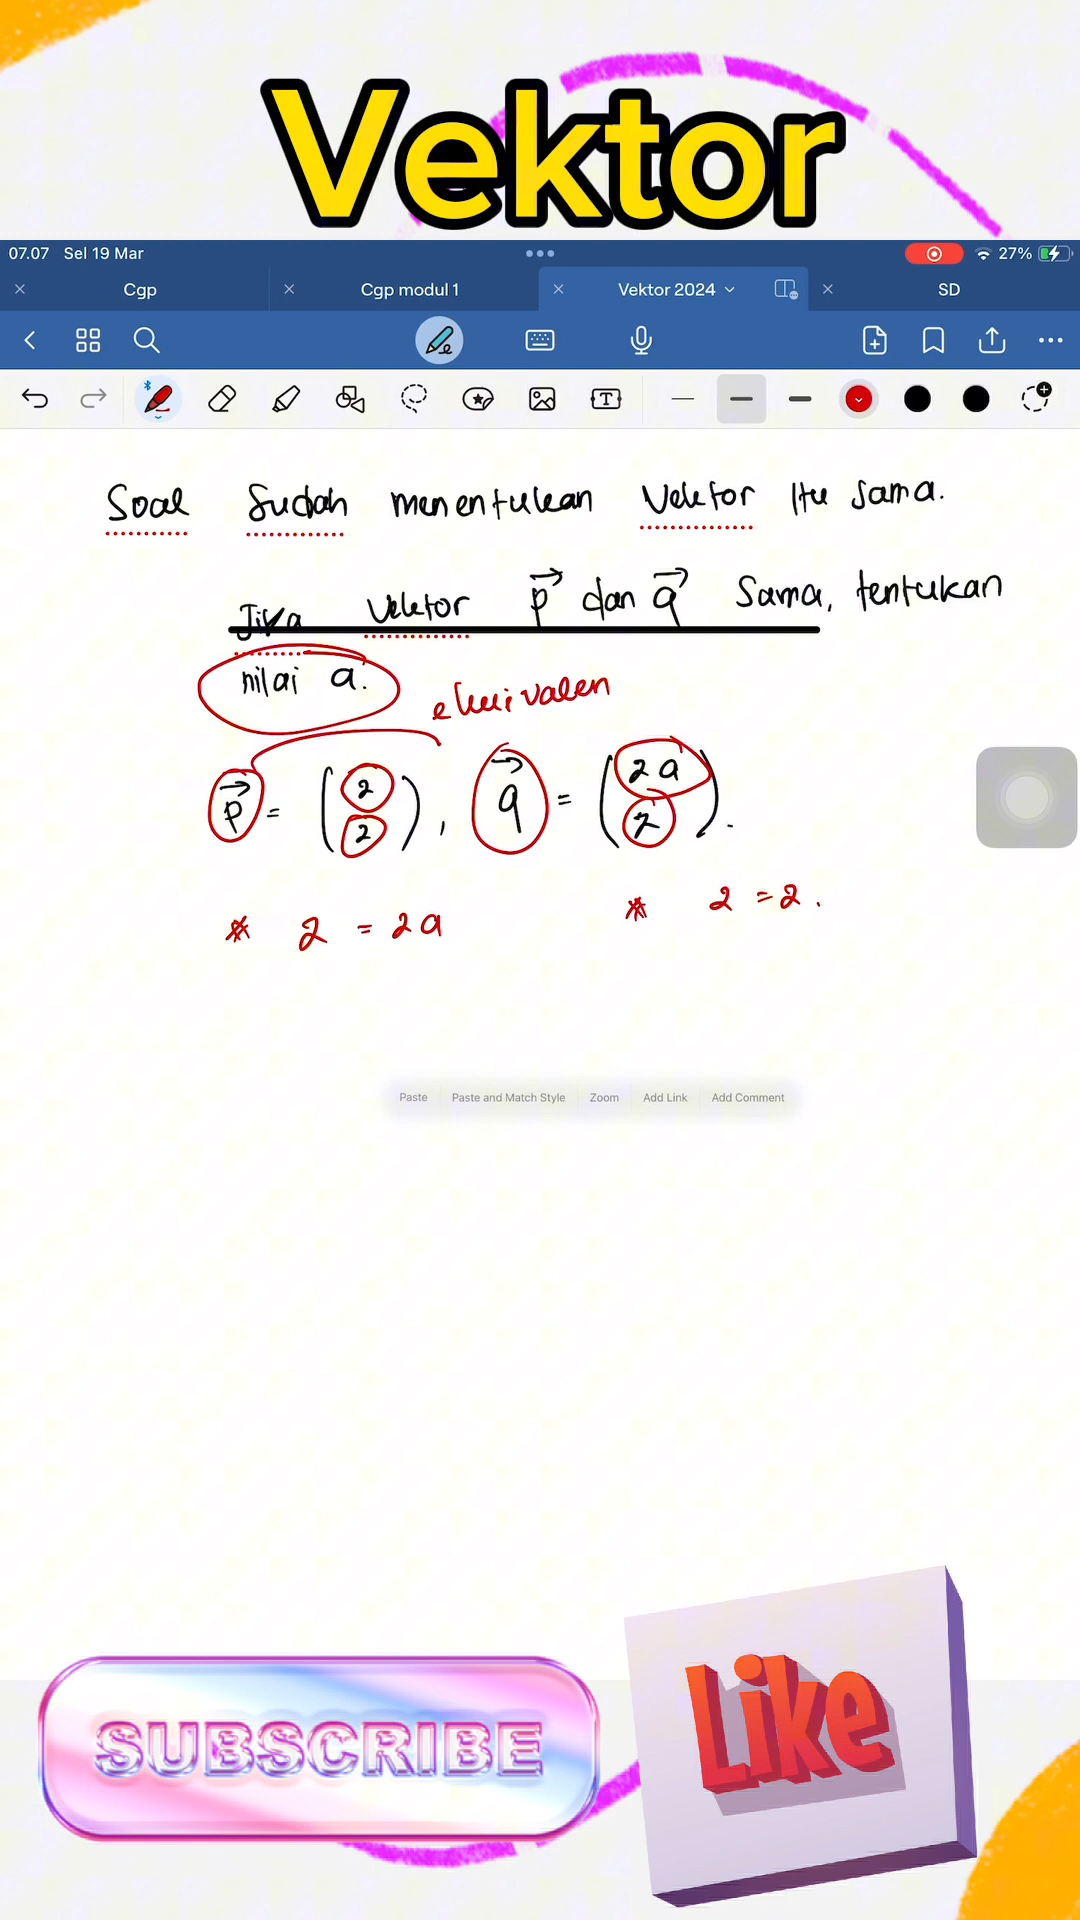 Vektor
07.07 Sel 19 Mar
27%
Cgp
Cgp modul 1
Vektor 2024
SD
Soal Sudah menentukan Vektor Itu sama.
Jika Vektor p dan q Sama, tentukan
nilai a.
ekuivalen
p = (2 2), q = (2a 2).
* 2 = 2a
* 2 = 2.
Paste Paste and Match Style Zoom Add Link Add Comment
SUBSCRIBE
Like